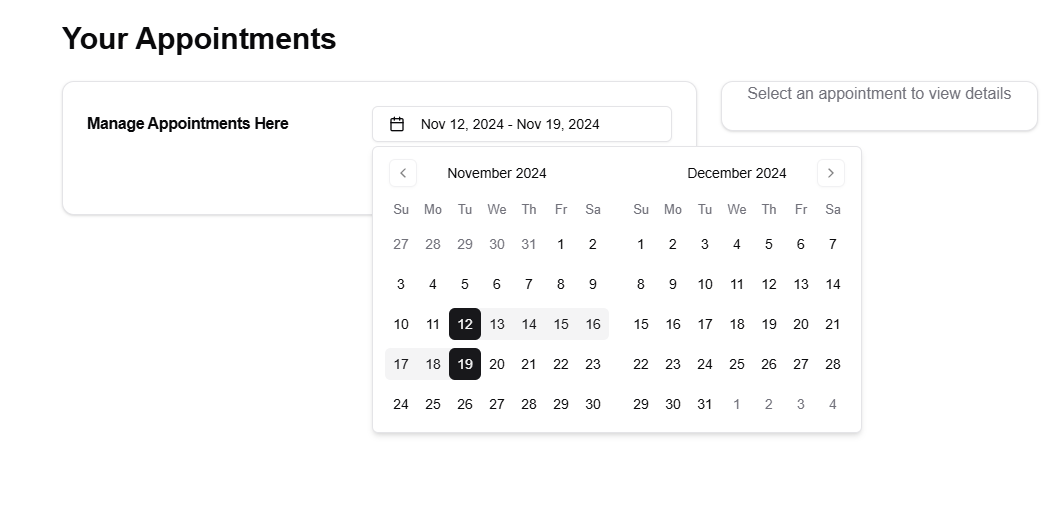 Your Appointments
Manage Appointments Here
Nov 12, 2024 - Nov 19, 2024
Select an appointment to view details
November 2024
Su Mo Tu We Th Fr Sa
27 28 29 30 31 1 2
3 4 5 6 7 8 9
10 11 12 13 14 15 16
17 18 19 20 21 22 23
24 25 26 27 28 29 30
December 2024
Su Mo Tu We Th Fr Sa
1 2 3 4 5 6 7
8 9 10 11 12 13 14
15 16 17 18 19 20 21
22 23 24 25 26 27 28
29 30 31 1 2 3 4